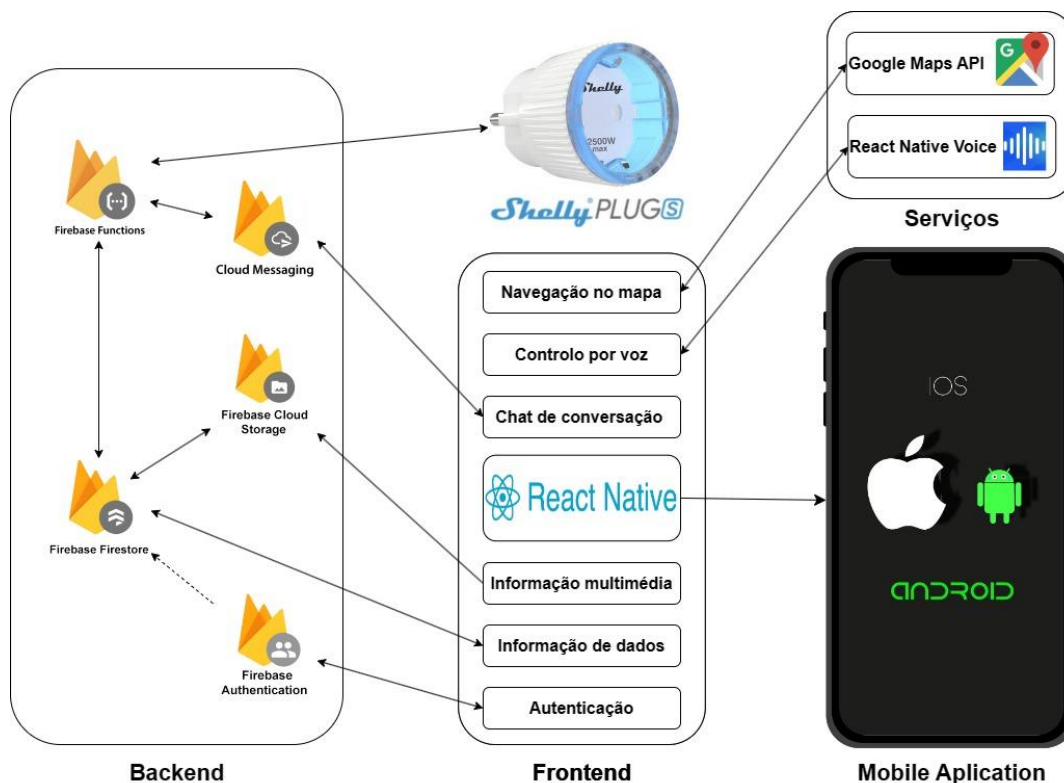 Firebase Functions
Cloud Messaging
Firebase Cloud
Storage
Firebase Firestore
Firebase
Authentication
Backend
Shelly
2500W
max
Shelly PLUG S
Navegação no mapa
Controlo por voz
Chat de conversação
React Native
Informação multimédia
Informação de dados
Autenticação
Frontend
Google Maps API
G
React Native Voice
Serviços
IOS
ANDROID
Mobile Aplication